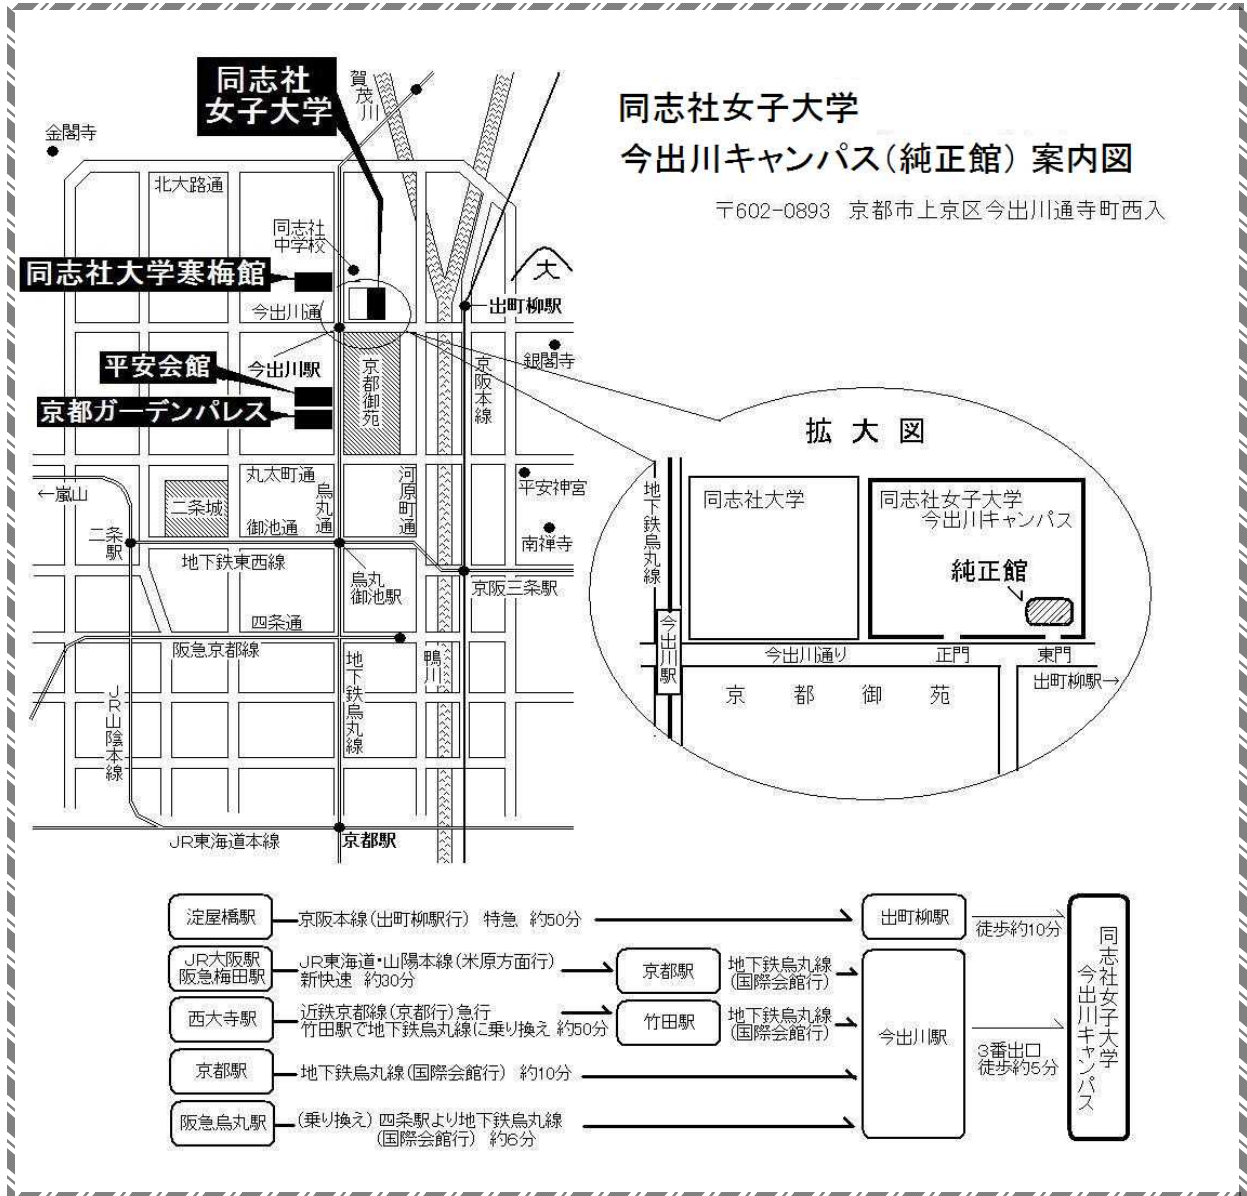 同志社女子大学
今出川キャンパス（純正館） 案内図
〒602-0893 京都市上京区今出川通寺町西入
同志社
女子大学
賀茂川
金閣寺
北大路通
同志社
中学校
同志社大学寒梅館
大
今出川通
出町柳駅
今出川駅
京都御苑
京阪本線
銀閣寺
平安会館
京都ガーデンパレス
丸太町通
烏丸通
河原町通
←嵐山
二条城
平安神宮
二条駅
御池通
南禅寺
地下鉄東西線
烏丸
御池駅
京阪三条駅
四条通
阪急京都線
鴨川
地下鉄烏丸線
JR山陰本線
JR東海道本線
京都駅
拡大図
地下鉄烏丸線
同志社大学
同志社女子大学
今出川キャンパス
純正館
今出川駅
今出川通り
正門
東門
京都御苑
出町柳駅→
淀屋橋駅
京阪本線（出町柳駅行） 特急 約50分
出町柳駅
徒歩約10分
JR大阪駅
阪急梅田駅
JR東海道・山陽本線（米原方面行）
新快速 約30分
京都駅
地下鉄烏丸線
（国際会館行）
西大寺駅
近鉄京都線（京都行）急行
竹田駅で地下鉄烏丸線に乗り換え 約50分
竹田駅
地下鉄烏丸線
（国際会館行）
今出川駅
3番出口
徒歩約5分
京都駅
地下鉄烏丸線（国際会館行） 約10分
阪急烏丸駅
（乗り換え） 四条駅より地下鉄烏丸線
（国際会館行） 約6分
同志社女子大学
今出川キャンパス